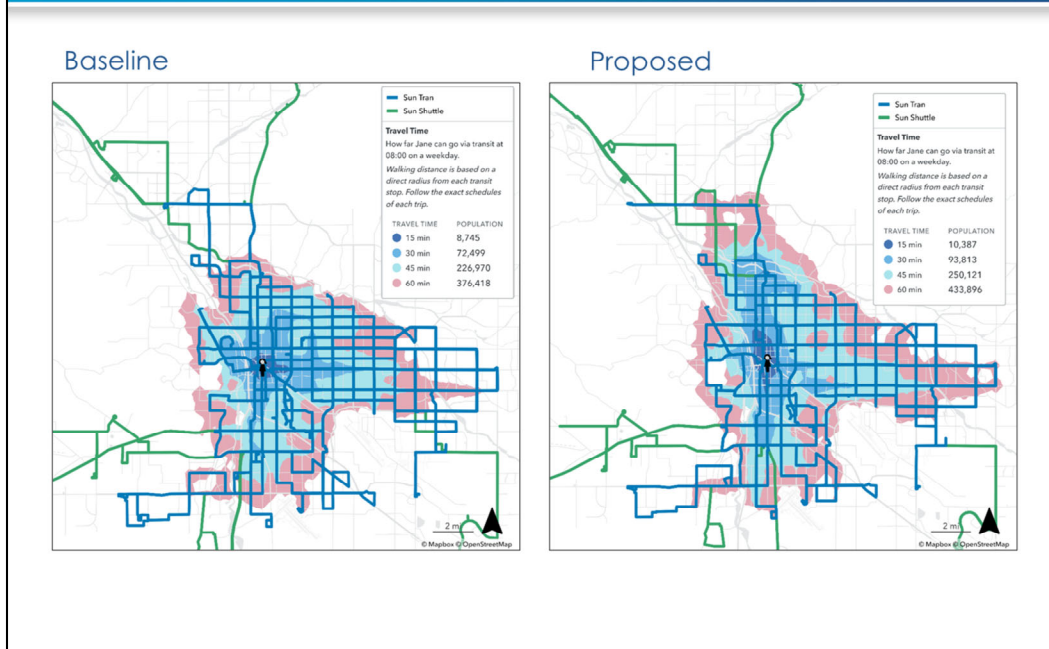 Baseline
Sun Tran
Sun Shuttle
Travel Time
How far Jane can go via transit at
08:00 on a weekday.
Walking distance is based on a
direct radius from each transit
stop. Follow the exact schedules
of each trip.
TRAVEL TIME POPULATION
15 min 8,745
30 min 72,499
45 min 226,970
60 min 376,418
2 mi
© Mapbox © OpenStreetMap
Proposed
Sun Tran
Sun Shuttle
Travel Time
How far Jane can go via transit at
08:00 on a weekday.
Walking distance is based on a
direct radius from each transit
stop. Follow the exact schedules
of each trip.
TRAVEL TIME POPULATION
15 min 10,387
30 min 93,813
45 min 250,121
60 min 433,896
2 mi
© Mapbox © OpenStreetMap